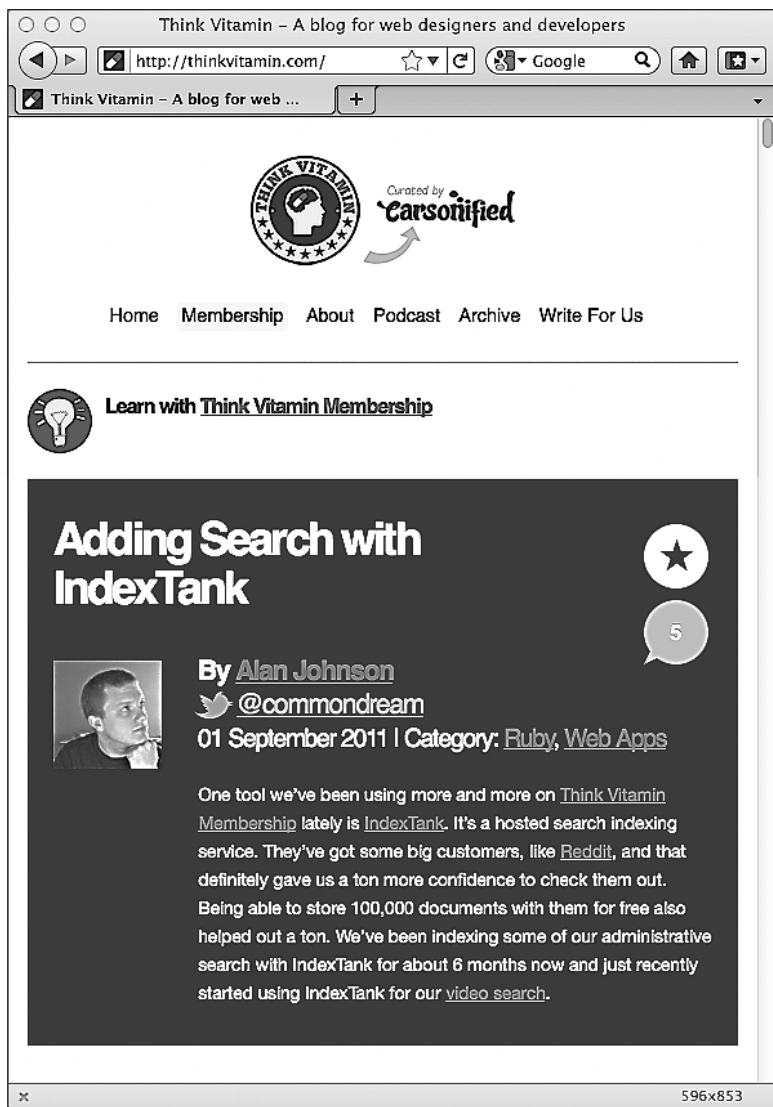 Think Vitamin – A blog for web designers and developers
http://thinkvitamin.com/
Google
Think Vitamin – A blog for web ...
THINK VITAMIN
Curated by
Carsonified
Home Membership About Podcast Archive Write For Us
Learn with Think Vitamin Membership
Adding Search with
IndexTank
5
By Alan Johnson
@commondream
01 September 2011 | Category: Ruby, Web Apps
One tool we've been using more and more on Think Vitamin
Membership lately is IndexTank. It's a hosted search indexing
service. They've got some big customers, like Reddit, and that
definitely gave us a ton more confidence to check them out.
Being able to store 100,000 documents with them for free also
helped out a ton. We've been indexing some of our administrative
search with IndexTank for about 6 months now and just recently
started using IndexTank for our video search.
596x853